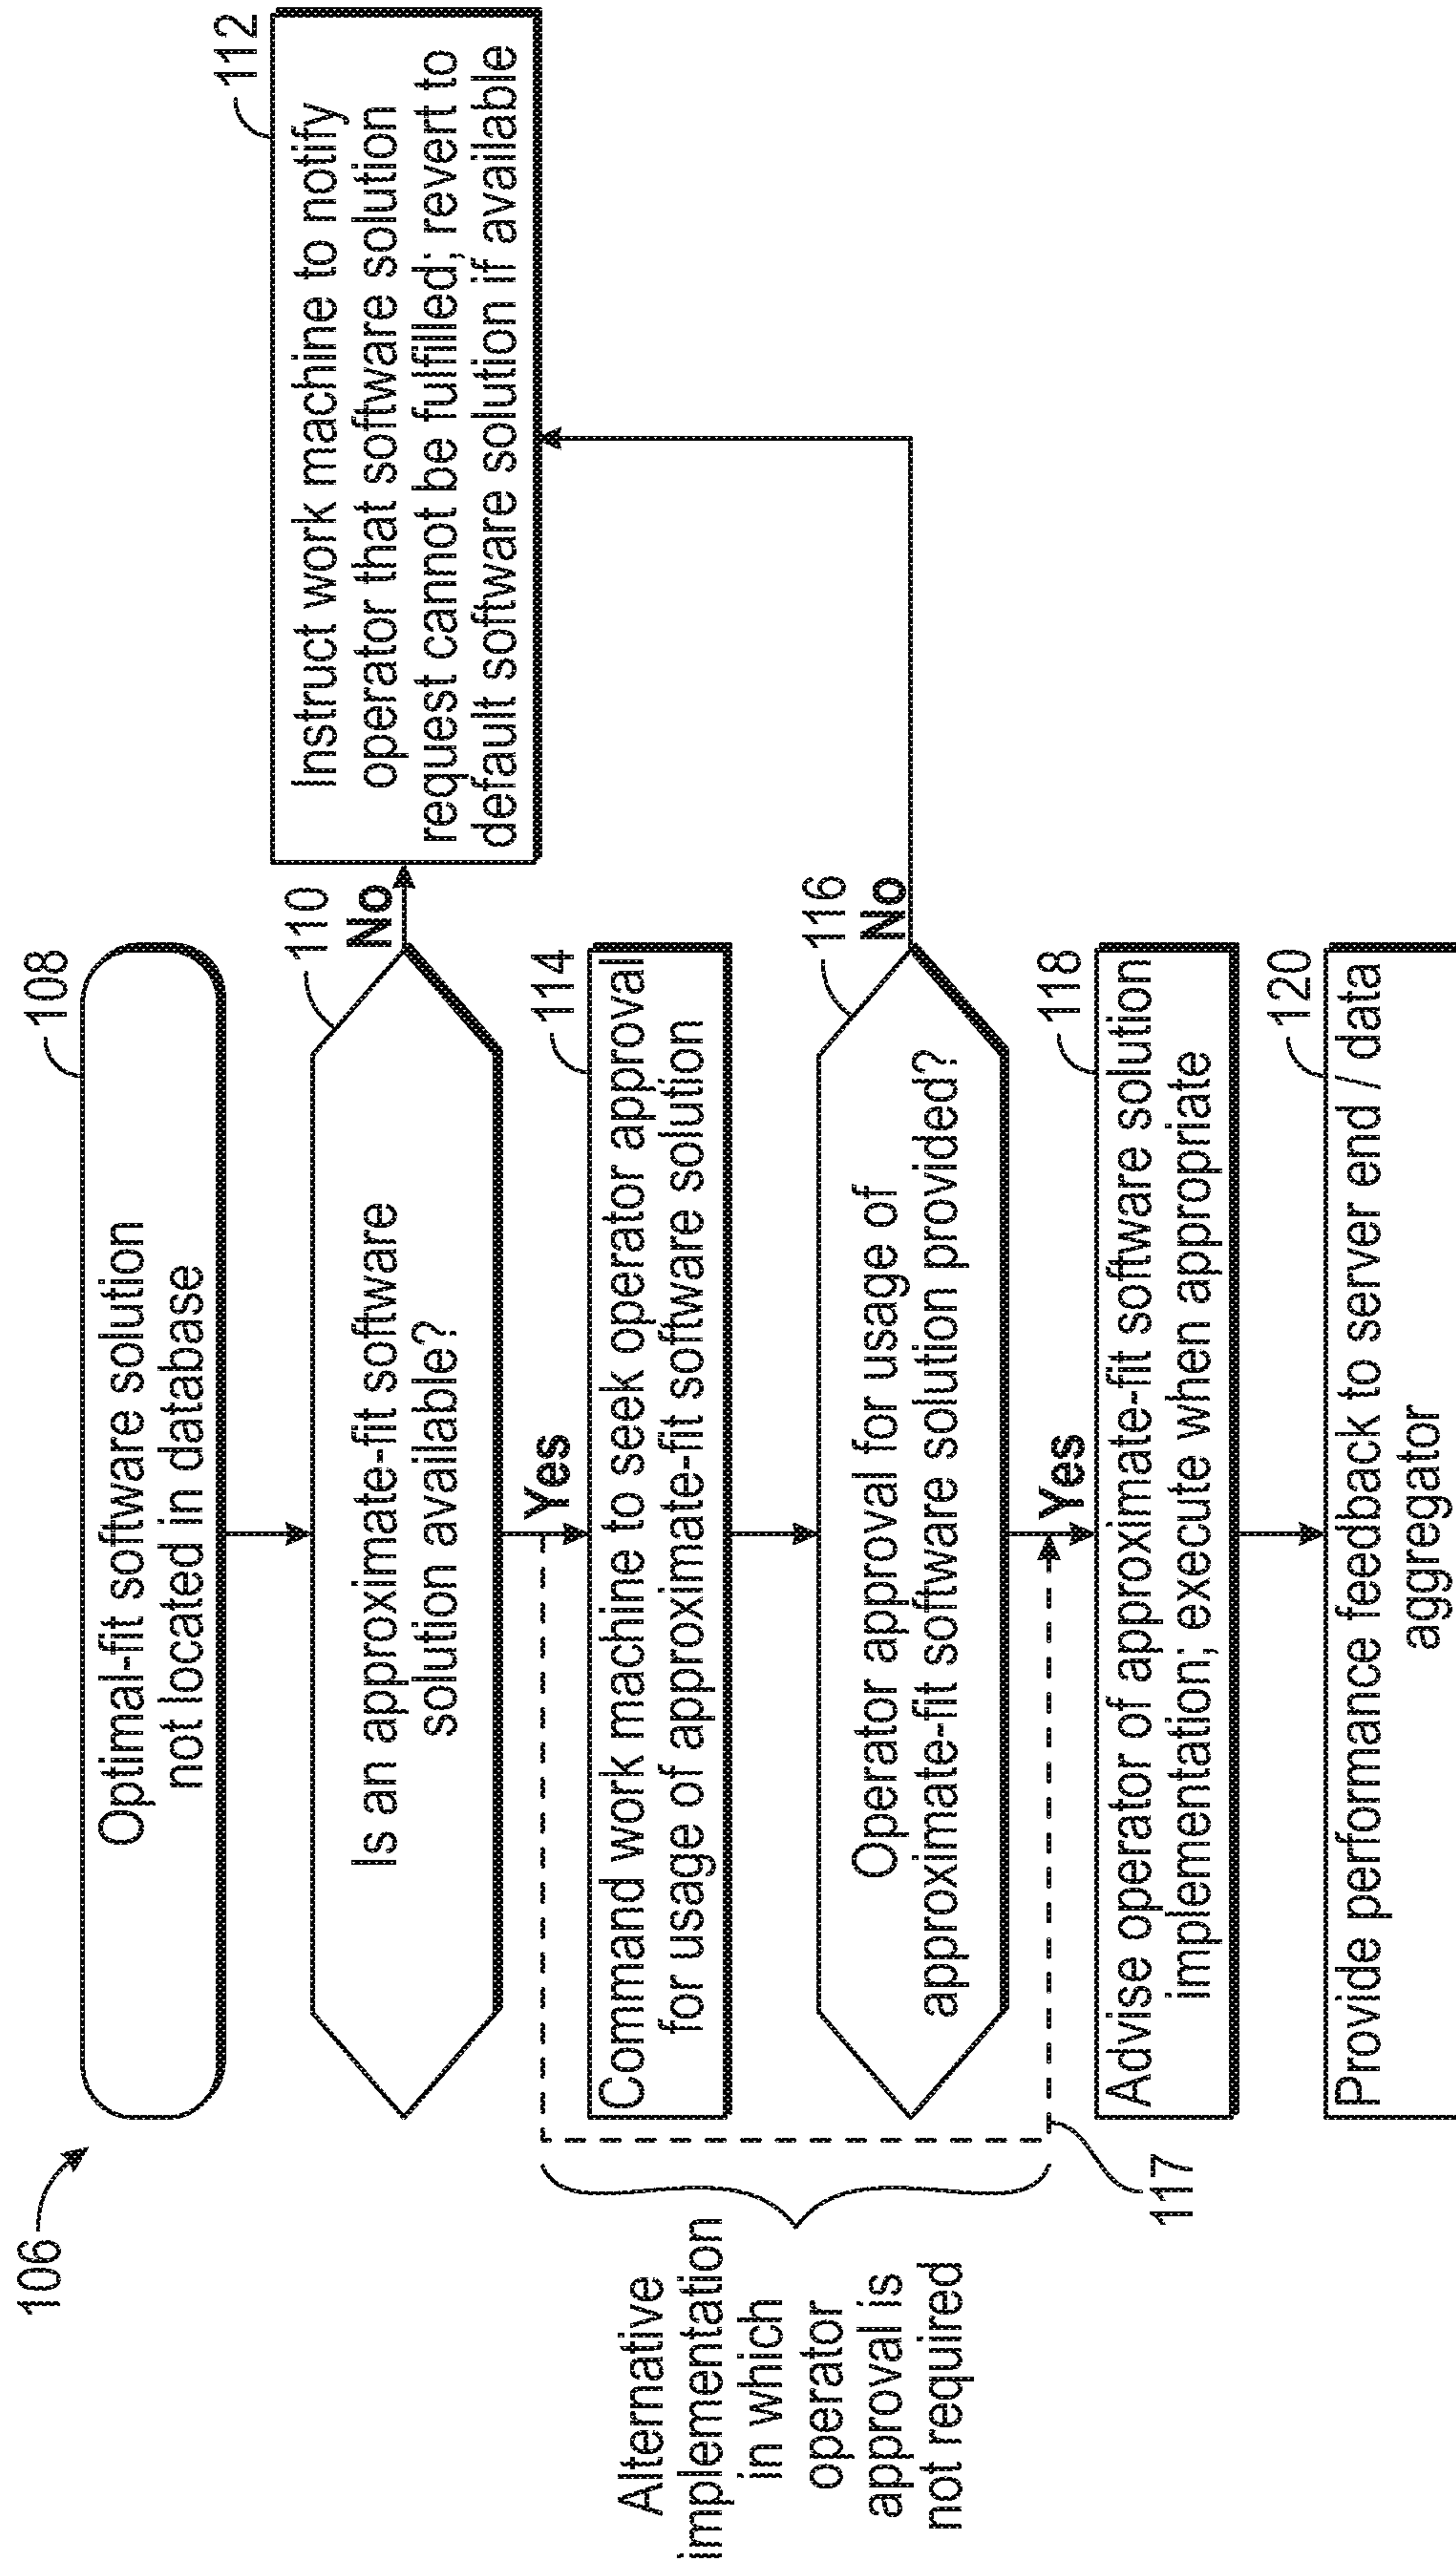 106
108
Optimal-fit software solution
not located in database
110
Is an approximate-fit software
solution available?
No
112
Instruct work machine to notify
operator that software solution
request cannot be fulfilled; revert to
default software solution if available
Yes
114
Command work machine to seek operator approval
for usage of approximate-fit software solution
Alternative
implementation
in which
operator
approval is
not required
116
Operator approval for usage of
approximate-fit software solution provided?
No
117
Yes
118
Advise operator of approximate-fit software solution
implementation; execute when appropriate
120
Provide performance feedback to server end / data
aggregator